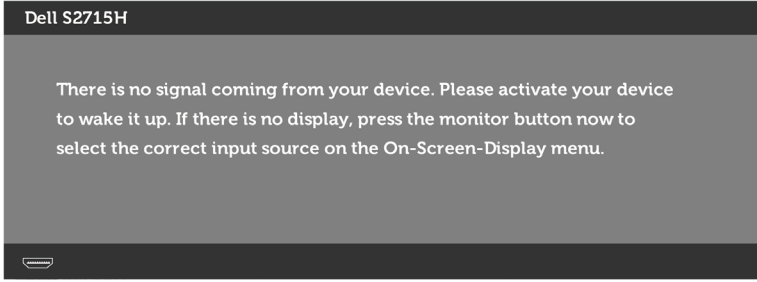 Dell S2715H
There is no signal coming from your device. Please activate your device
to wake it up. If there is no display, press the monitor button now to
select the correct input source on the On-Screen-Display menu.